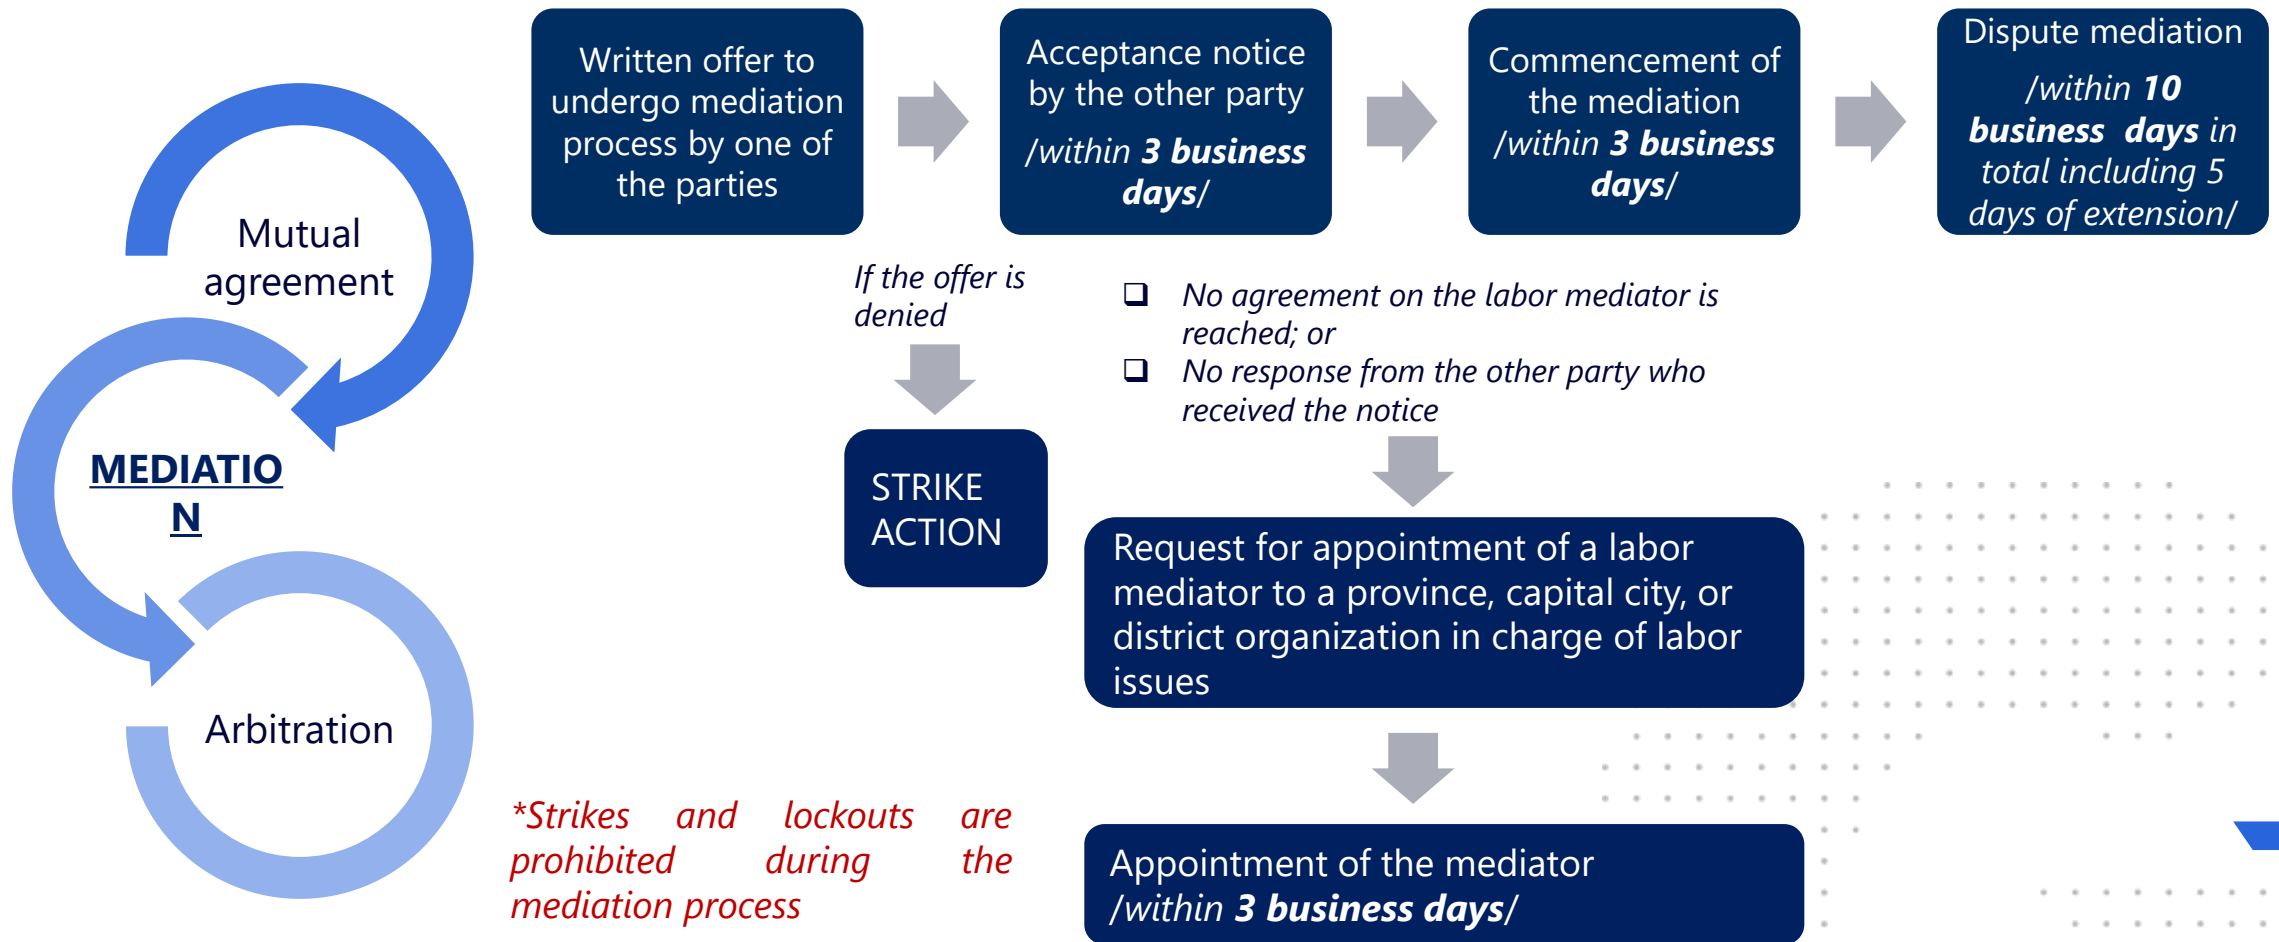 Written offer to
undergo mediation
process by one of
the parties
Acceptance notice
by the other party
/within 3 business
days/
Commencement of
the mediation
/within 3 business
days/
Dispute mediation
/within 10
business  days in
total including 5
days of extension/
Mutual
agreement
MEDIATIO
N
Arbitration
If the offer is
denied
STRIKE
ACTION
❑ No agreement on the labor mediator is
reached; or
❑ No response from the other party who
received the notice
Request for appointment of a labor
mediator to a province, capital city, or
district organization in charge of labor
issues
Appointment of the mediator
/within 3 business days/
*Strikes and lockouts are
prohibited during the
mediation process